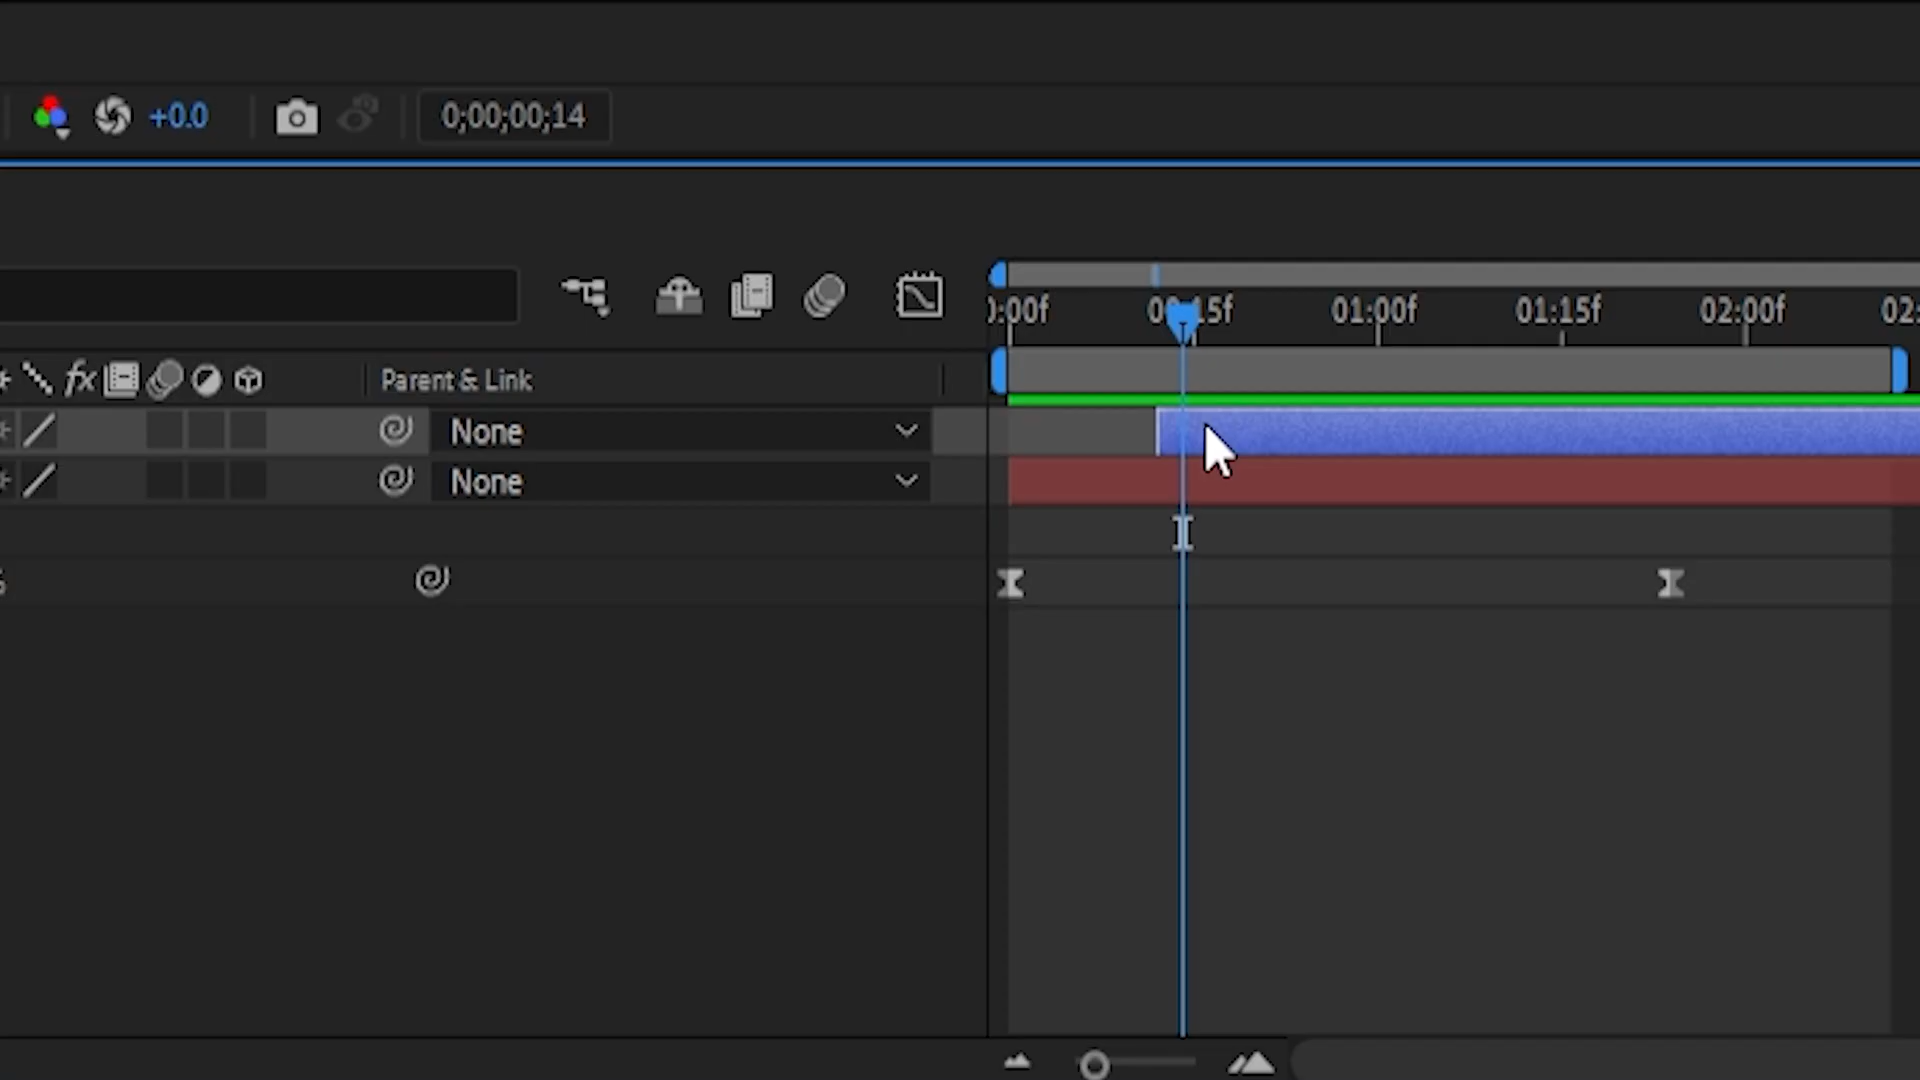 +0.0 0;00;00;14
):00f 00:15f 01:00f 01:15f 02:00f 02:
fx Parent & Link
None
None